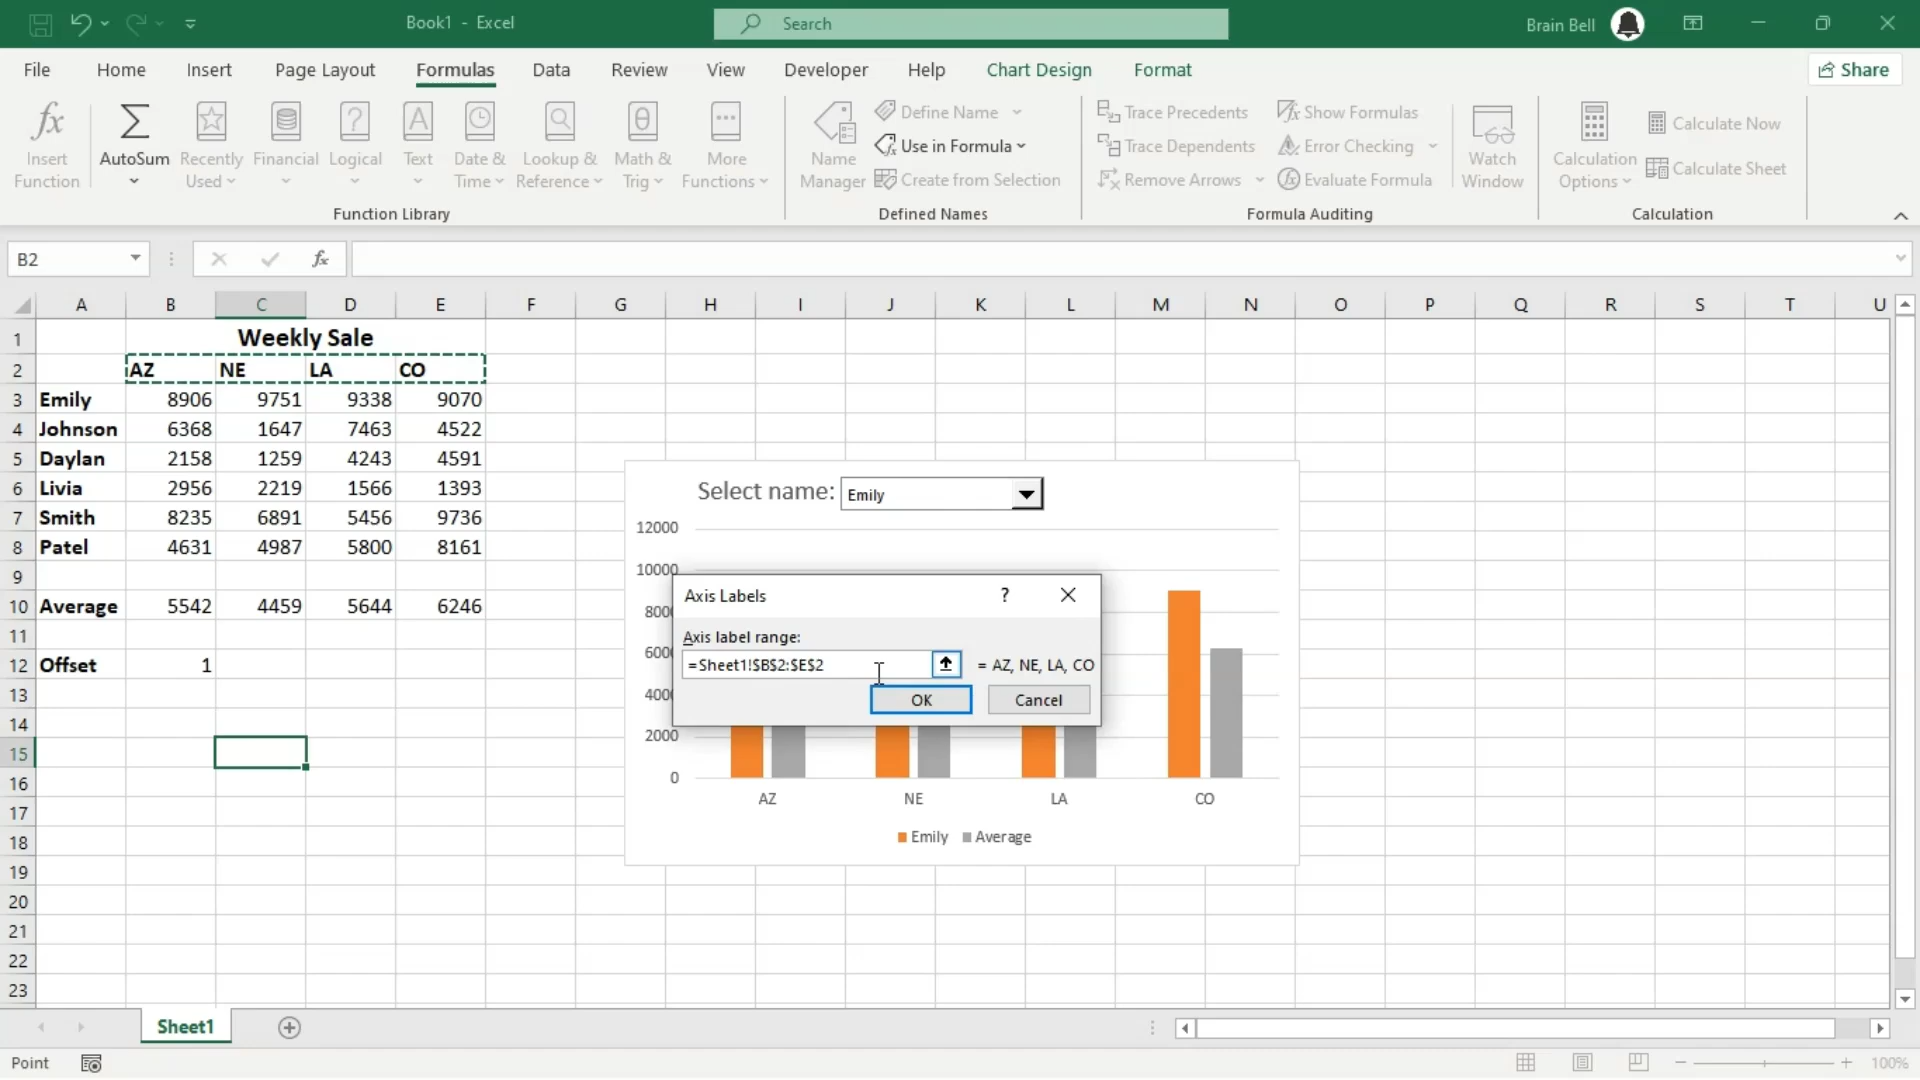 Book1 - Excel
Search
Brain Bell
File Home Insert Page Layout Formulas Data Review View Developer Help Chart Design Format Share
Insert Function
AutoSum
Recently Used
Financial
Logical
Text
Date & Time
Lookup & Reference
Math & Trig
More Functions
Function Library
Name Manager
Define Name
Use in Formula
Create from Selection
Defined Names
Trace Precedents
Trace Dependents
Remove Arrows
Show Formulas
Error Checking
Evaluate Formula
Formula Auditing
Watch Window
Calculation Options
Calculate Now
Calculate Sheet
Calculation
B2
fx
A B C D E F G H I J K L M N O P Q R S T U
1 Weekly Sale
2 AZ NE LA CO
3 Emily 8906 9751 9338 9070
4 Johnson 6368 1647 7463 4522
5 Daylan 2158 1259 4243 4591
6 Livia 2956 2219 1566 1393
7 Smith 8235 6891 5456 9736
8 Patel 4631 4987 5800 8161
9
10 Average 5542 4459 5644 6246
11
12 Offset 1
13
14
15
16
17
18
19
20
21
22
23
Select name: Emily
12000
10000
8000
6000
4000
2000
0
AZ NE LA CO
Emily Average
Axis Labels ?
Axis label range:
=Sheet1!$B$2:$E$2 = AZ, NE, LA, CO
OK Cancel
Sheet1
Point
100%